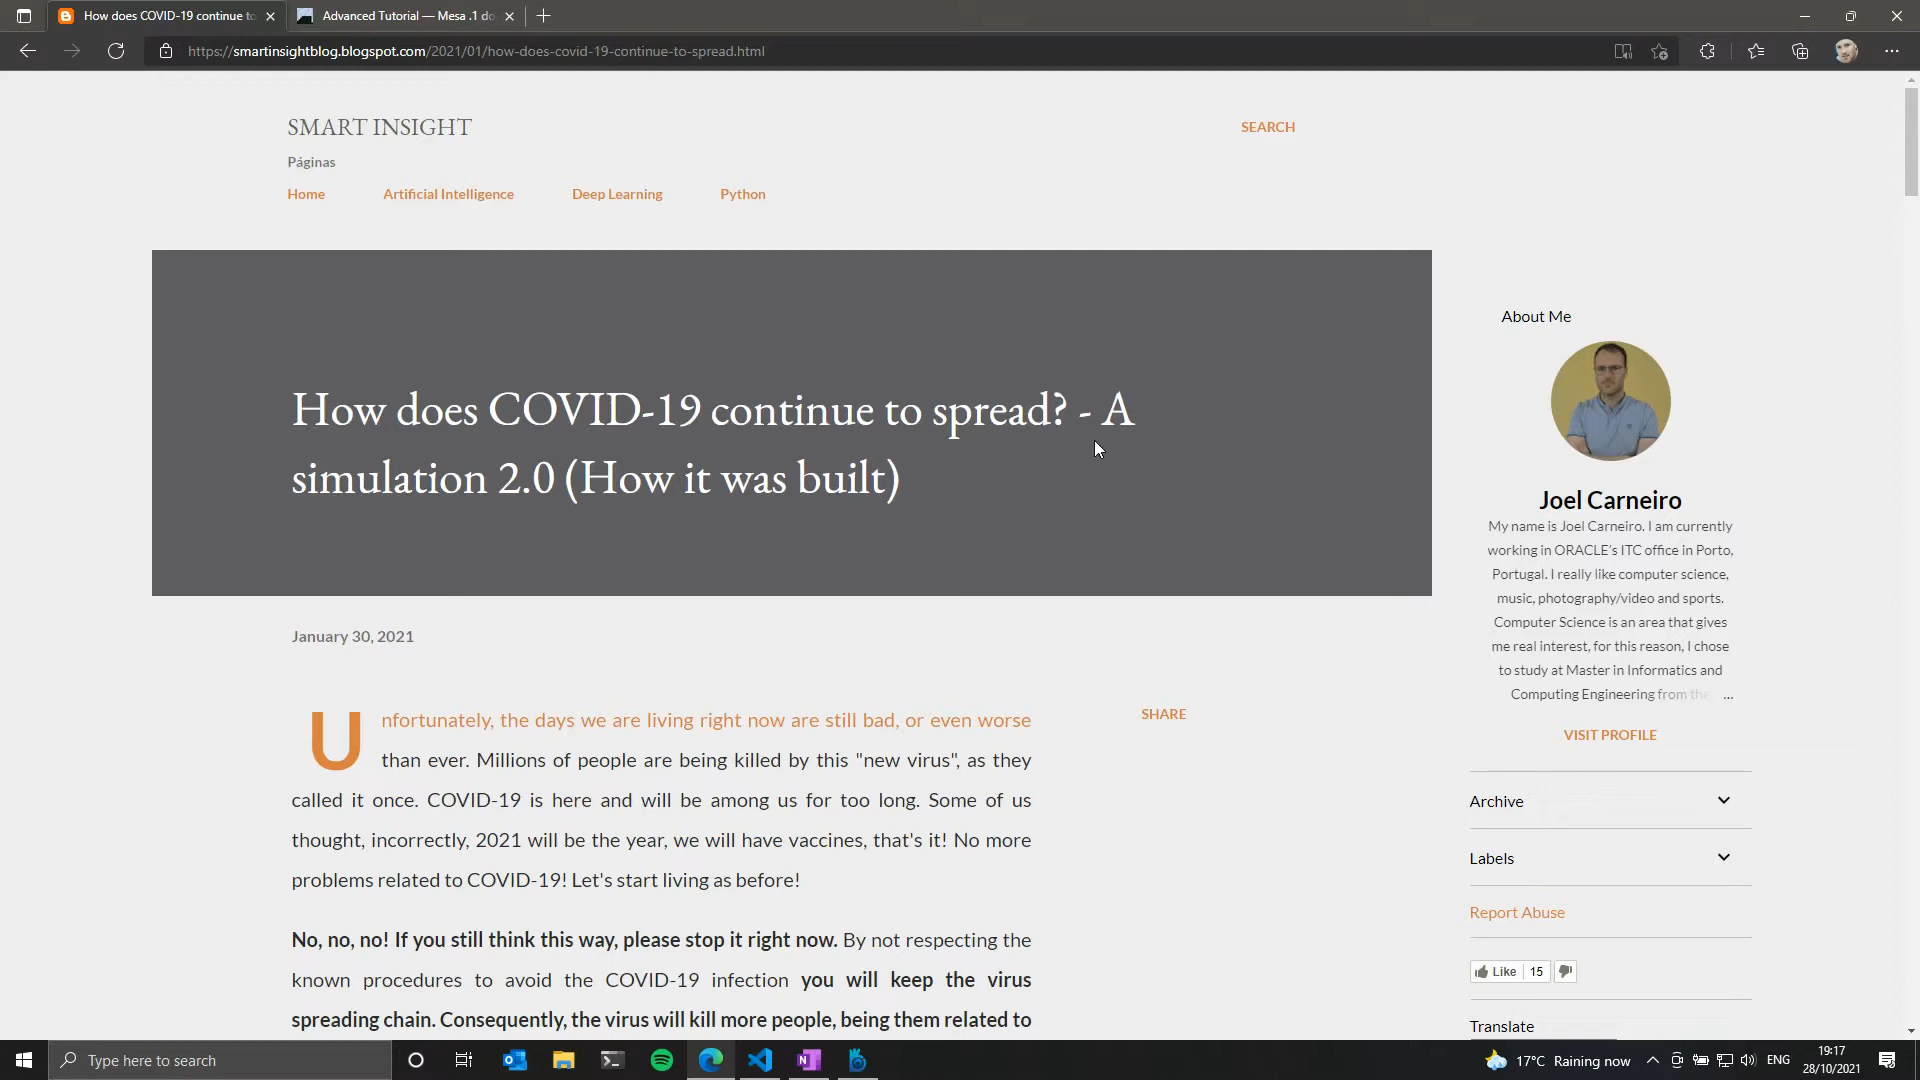 How does COVID-19 continue to
Advanced Tutorial — Mesa .1 do
https://smartinsightblog.blogspot.com/2021/01/how-does-covid-19-continue-to-spread.html
SMART INSIGHT
SEARCH
Páginas
Home
Artificial Intelligence
Deep Learning
Python
How does COVID-19 continue to spread? - A
simulation 2.0 (How it was built)
January 30, 2021
Unfortunately, the days we are living right now are still bad, or even worse
than ever. Millions of people are being killed by this "new virus", as they
called it once. COVID-19 is here and will be among us for too long. Some of us
thought, incorrectly, 2021 will be the year, we will have vaccines, that's it! No more
problems related to COVID-19! Let's start living as before!
No, no, no! If you still think this way, please stop it right now. By not respecting the
known procedures to avoid the COVID-19 infection you will keep the virus
spreading chain. Consequently, the virus will kill more people, being them related to
SHARE
About Me
Joel Carneiro
My name is Joel Carneiro. I am currently
working in ORACLE's ITC office in Porto,
Portugal. I really like computer science,
music, photography/video and sports.
Computer Science is an area that gives
me real interest, for this reason, I chose
to study at Master in Informatics and
Computing Engineering from the ...
VISIT PROFILE
Archive
Labels
Report Abuse
Like 15
Translate
Type here to search
17°C Raining now
ENG
19:17
28/10/2021